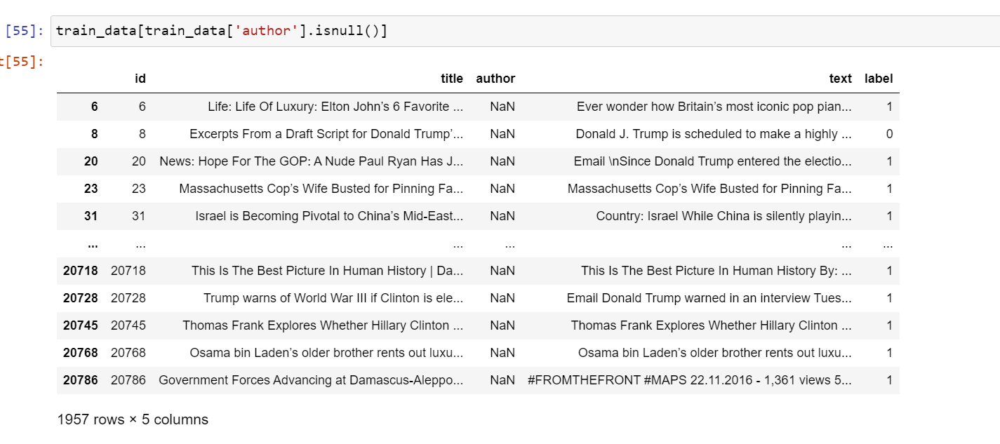 [55]: train_data[train_data['author'].isnull()]
t[55]:
id title author text label
6 6 Life: Life Of Luxury: Elton John’s 6 Favorite ... NaN Ever wonder how Britain’s most iconic pop pian... 1
8 8 Excerpts From a Draft Script for Donald Trump’... NaN Donald J. Trump is scheduled to make a highly ... 0
20 20 News: Hope For The GOP: A Nude Paul Ryan Has J... NaN Email \nSince Donald Trump entered the electio... 1
23 23 Massachusetts Cop’s Wife Busted for Pinning Fa... NaN Massachusetts Cop’s Wife Busted for Pinning Fa... 1
31 31 Israel is Becoming Pivotal to China’s Mid-East... NaN Country: Israel While China is silently playin... 1
... ... ... ... ... ...
20718 20718 This Is The Best Picture In Human History | Da... NaN This Is The Best Picture In Human History By: ... 1
20728 20728 Trump warns of World War III if Clinton is ele... NaN Email Donald Trump warned in an interview Tues... 1
20745 20745 Thomas Frank Explores Whether Hillary Clinton ... NaN Thomas Frank Explores Whether Hillary Clinton ... 1
20768 20768 Osama bin Laden’s older brother rents out luxu... NaN Osama bin Laden’s older brother rents out luxu... 1
20786 20786 Government Forces Advancing at Damascus-Aleppo... NaN #FROMTHEFRONT #MAPS 22.11.2016 - 1,361 views 5... 1
1957 rows × 5 columns